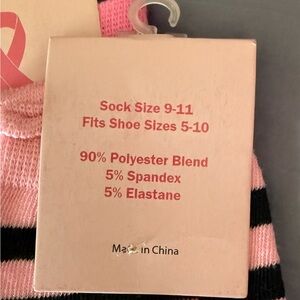 Sock Size 9-11
Fits Shoe Sizes 5-10
90% Polyester Blend
5% Spandex
5% Elastane
Made in China